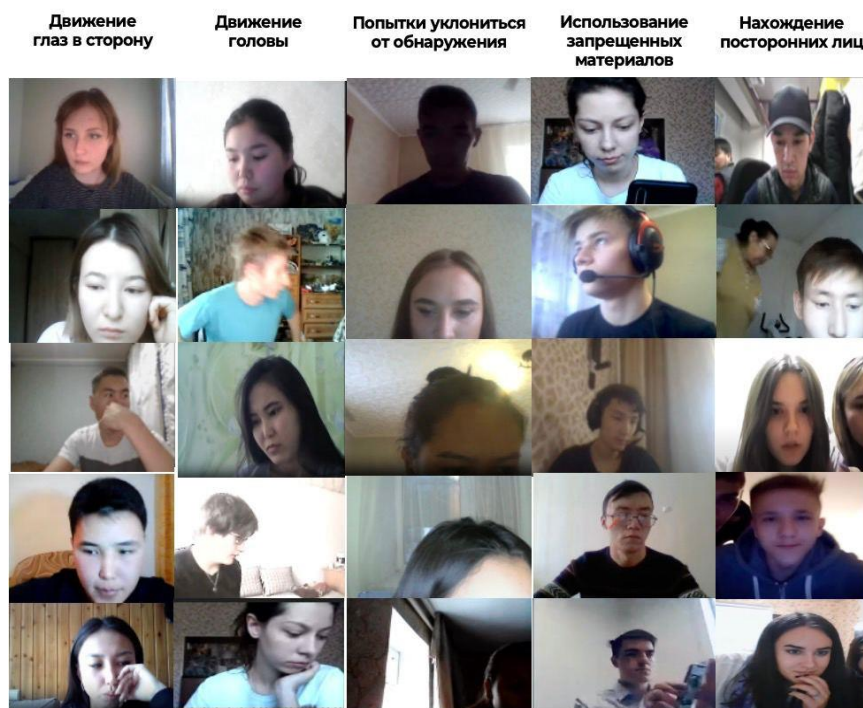 Движение
глаз в сторону
Движение
головы
Попытки уклониться
от обнаружения
Использование
запрещенных
материалов
Нахождение
посторонних лиц